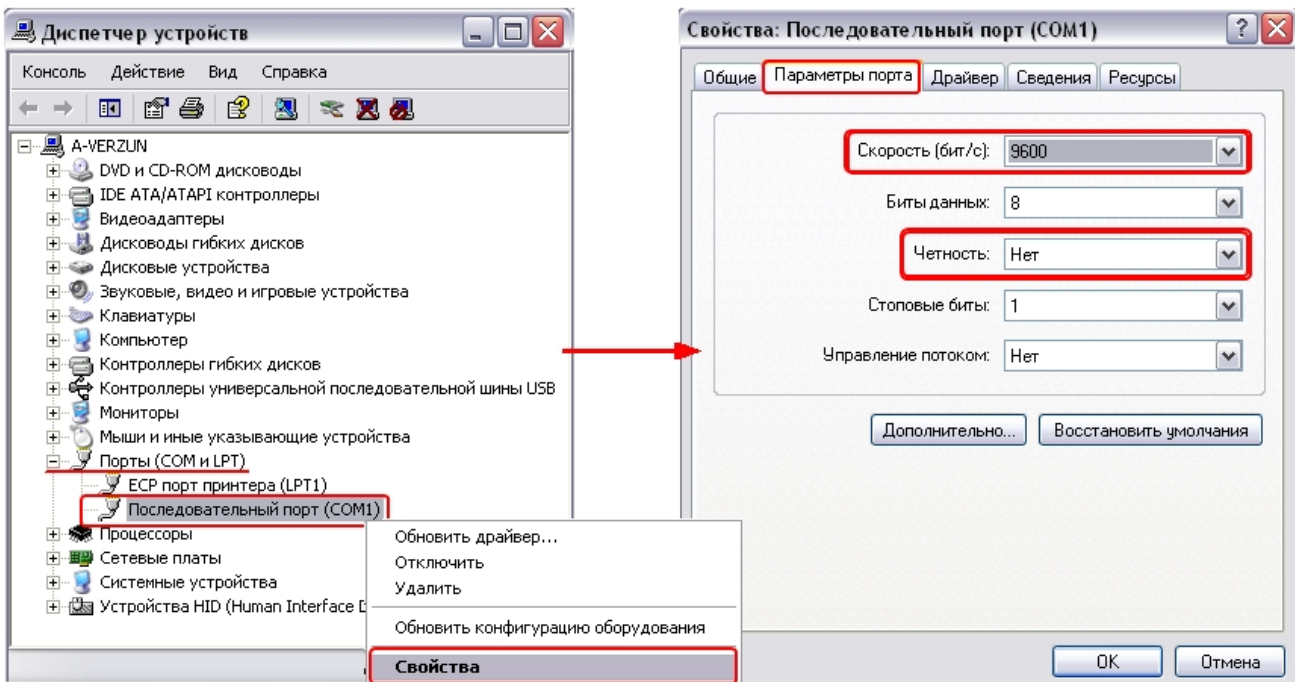 Диспетчер устройств
Консоль Действие Вид Справка
A-VERZUN
DVD и CD-ROM дисководы
IDE ATA/ATAPI контроллеры
Видеоадаптеры
Дисководы гибких дисков
Дисковые устройства
Звуковые, видео и игровые устройства
Клавиатуры
Компьютер
Контроллеры гибких дисков
Контроллеры универсальной последовательной шины USB
Мониторы
Мыши и иные указывающие устройства
Порты (COM и LPT)
ECP порт принтера (LPT1)
Последовательный порт (COM1)
Процессоры
Сетевые платы
Системные устройства
Устройства HID (Human Interface
Обновить драйвер...
Отключить
Удалить
Обновить конфигурацию оборудования
Свойства
Свойства: Последовательный порт (COM1)
Общие Параметры порта Драйвер Сведения Ресурсы
Скорость (бит/с): 9600
Биты данных: 8
Четность: Нет
Стоповые биты: 1
Управление потоком: Нет
Дополнительно... Восстановить умолчания
OK Отмена